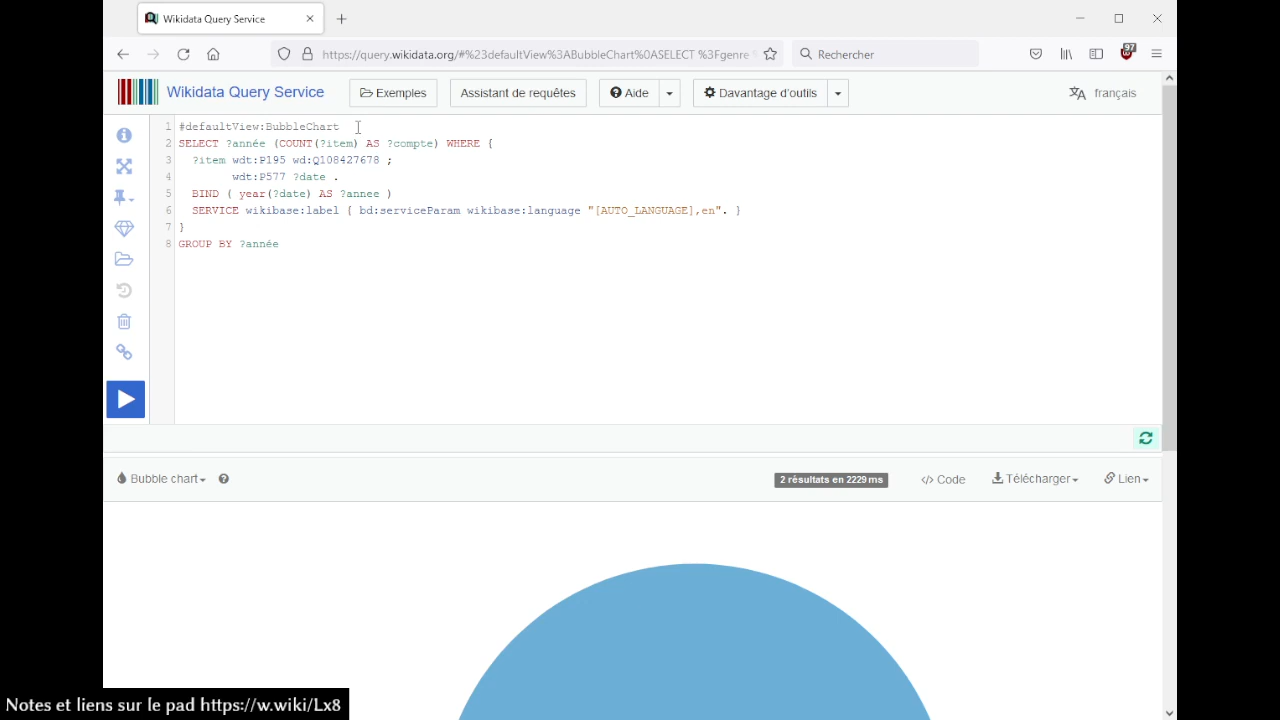 Wikidata Query Service
https://query.wikidata.org/#%23defaultView%3ABubbleChart%0ASELECT %3Fgenre
Rechercher
97
Wikidata Query Service
Exemples
Assistant de requêtes
Aide
Davantage d'outils
français
1 #defaultView:BubbleChart
2 SELECT ?année (COUNT(?item) AS ?compte) WHERE {
3 ?item wdt:P195 wd:Q108427678 ;
4 wdt:P577 ?date .
5 BIND ( year(?date) AS ?annee )
6 SERVICE wikibase:label { bd:serviceParam wikibase:language "[AUTO_LANGUAGE],en". }
7 }
8 GROUP BY ?année
Bubble chart
2 résultats en 2229 ms
</> Code
Télécharger
Lien
Notes et liens sur le pad https://w.wiki/Lx8